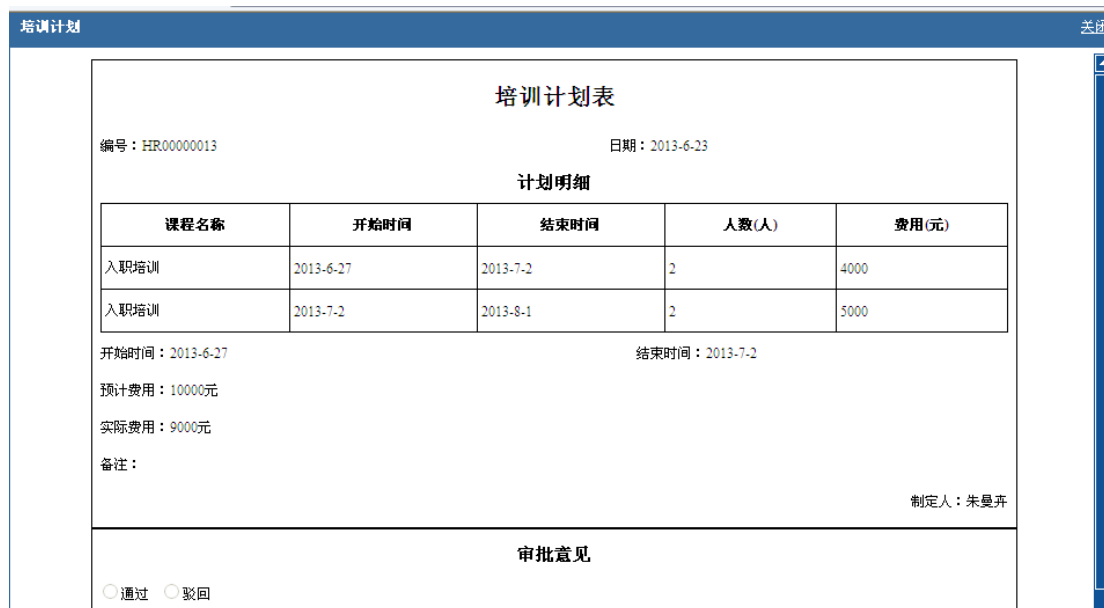 培训计划 关闭
培训计划表
编号：HR00000013 日期：2013-6-23
计划明细
课程名称 开始时间 结束时间 人数(人) 费用(元)
入职培训 2013-6-27 2013-7-2 2 4000
入职培训 2013-7-2 2013-8-1 2 5000
开始时间：2013-6-27 结束时间：2013-7-2
预计费用：10000元
实际费用：9000元
备注：
制定人：朱曼卉
审批意见
通过 驳回